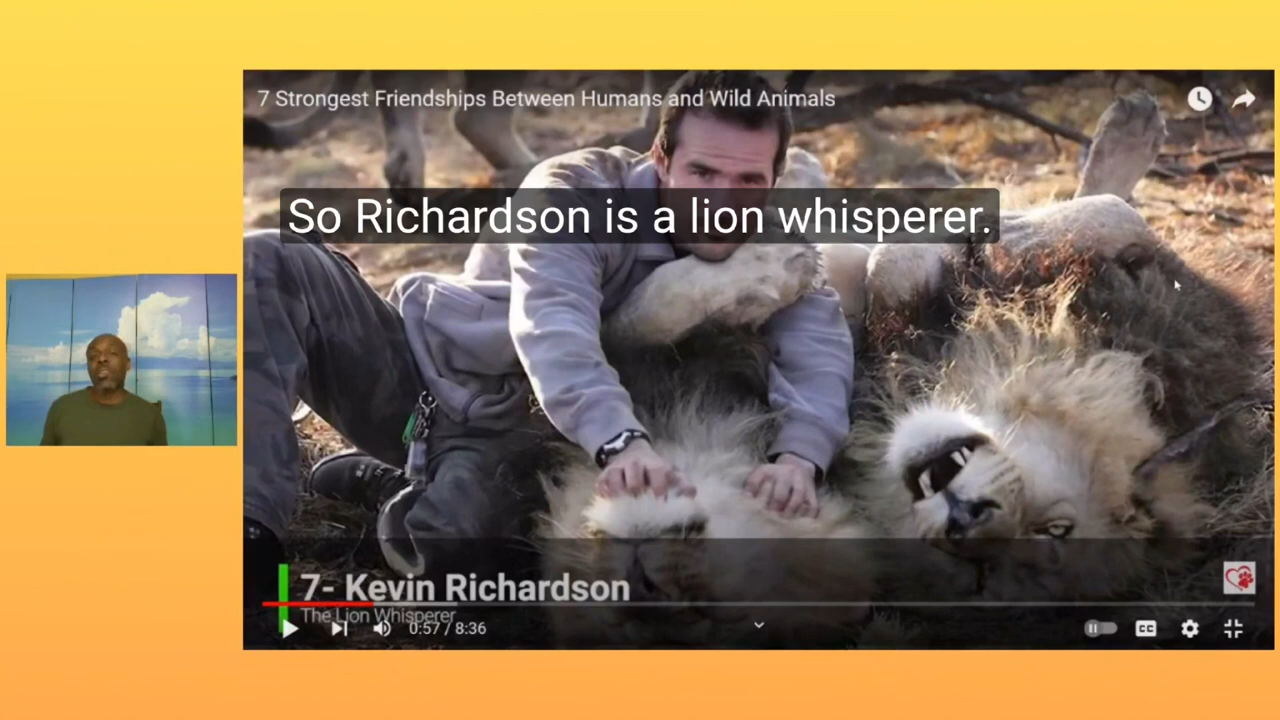 7 Strongest Friendships Between Humans and Wild Animals
So Richardson is a lion whisperer.
7- Kevin Richardson
The Lion Whisperer
0:57 / 8:36
CC